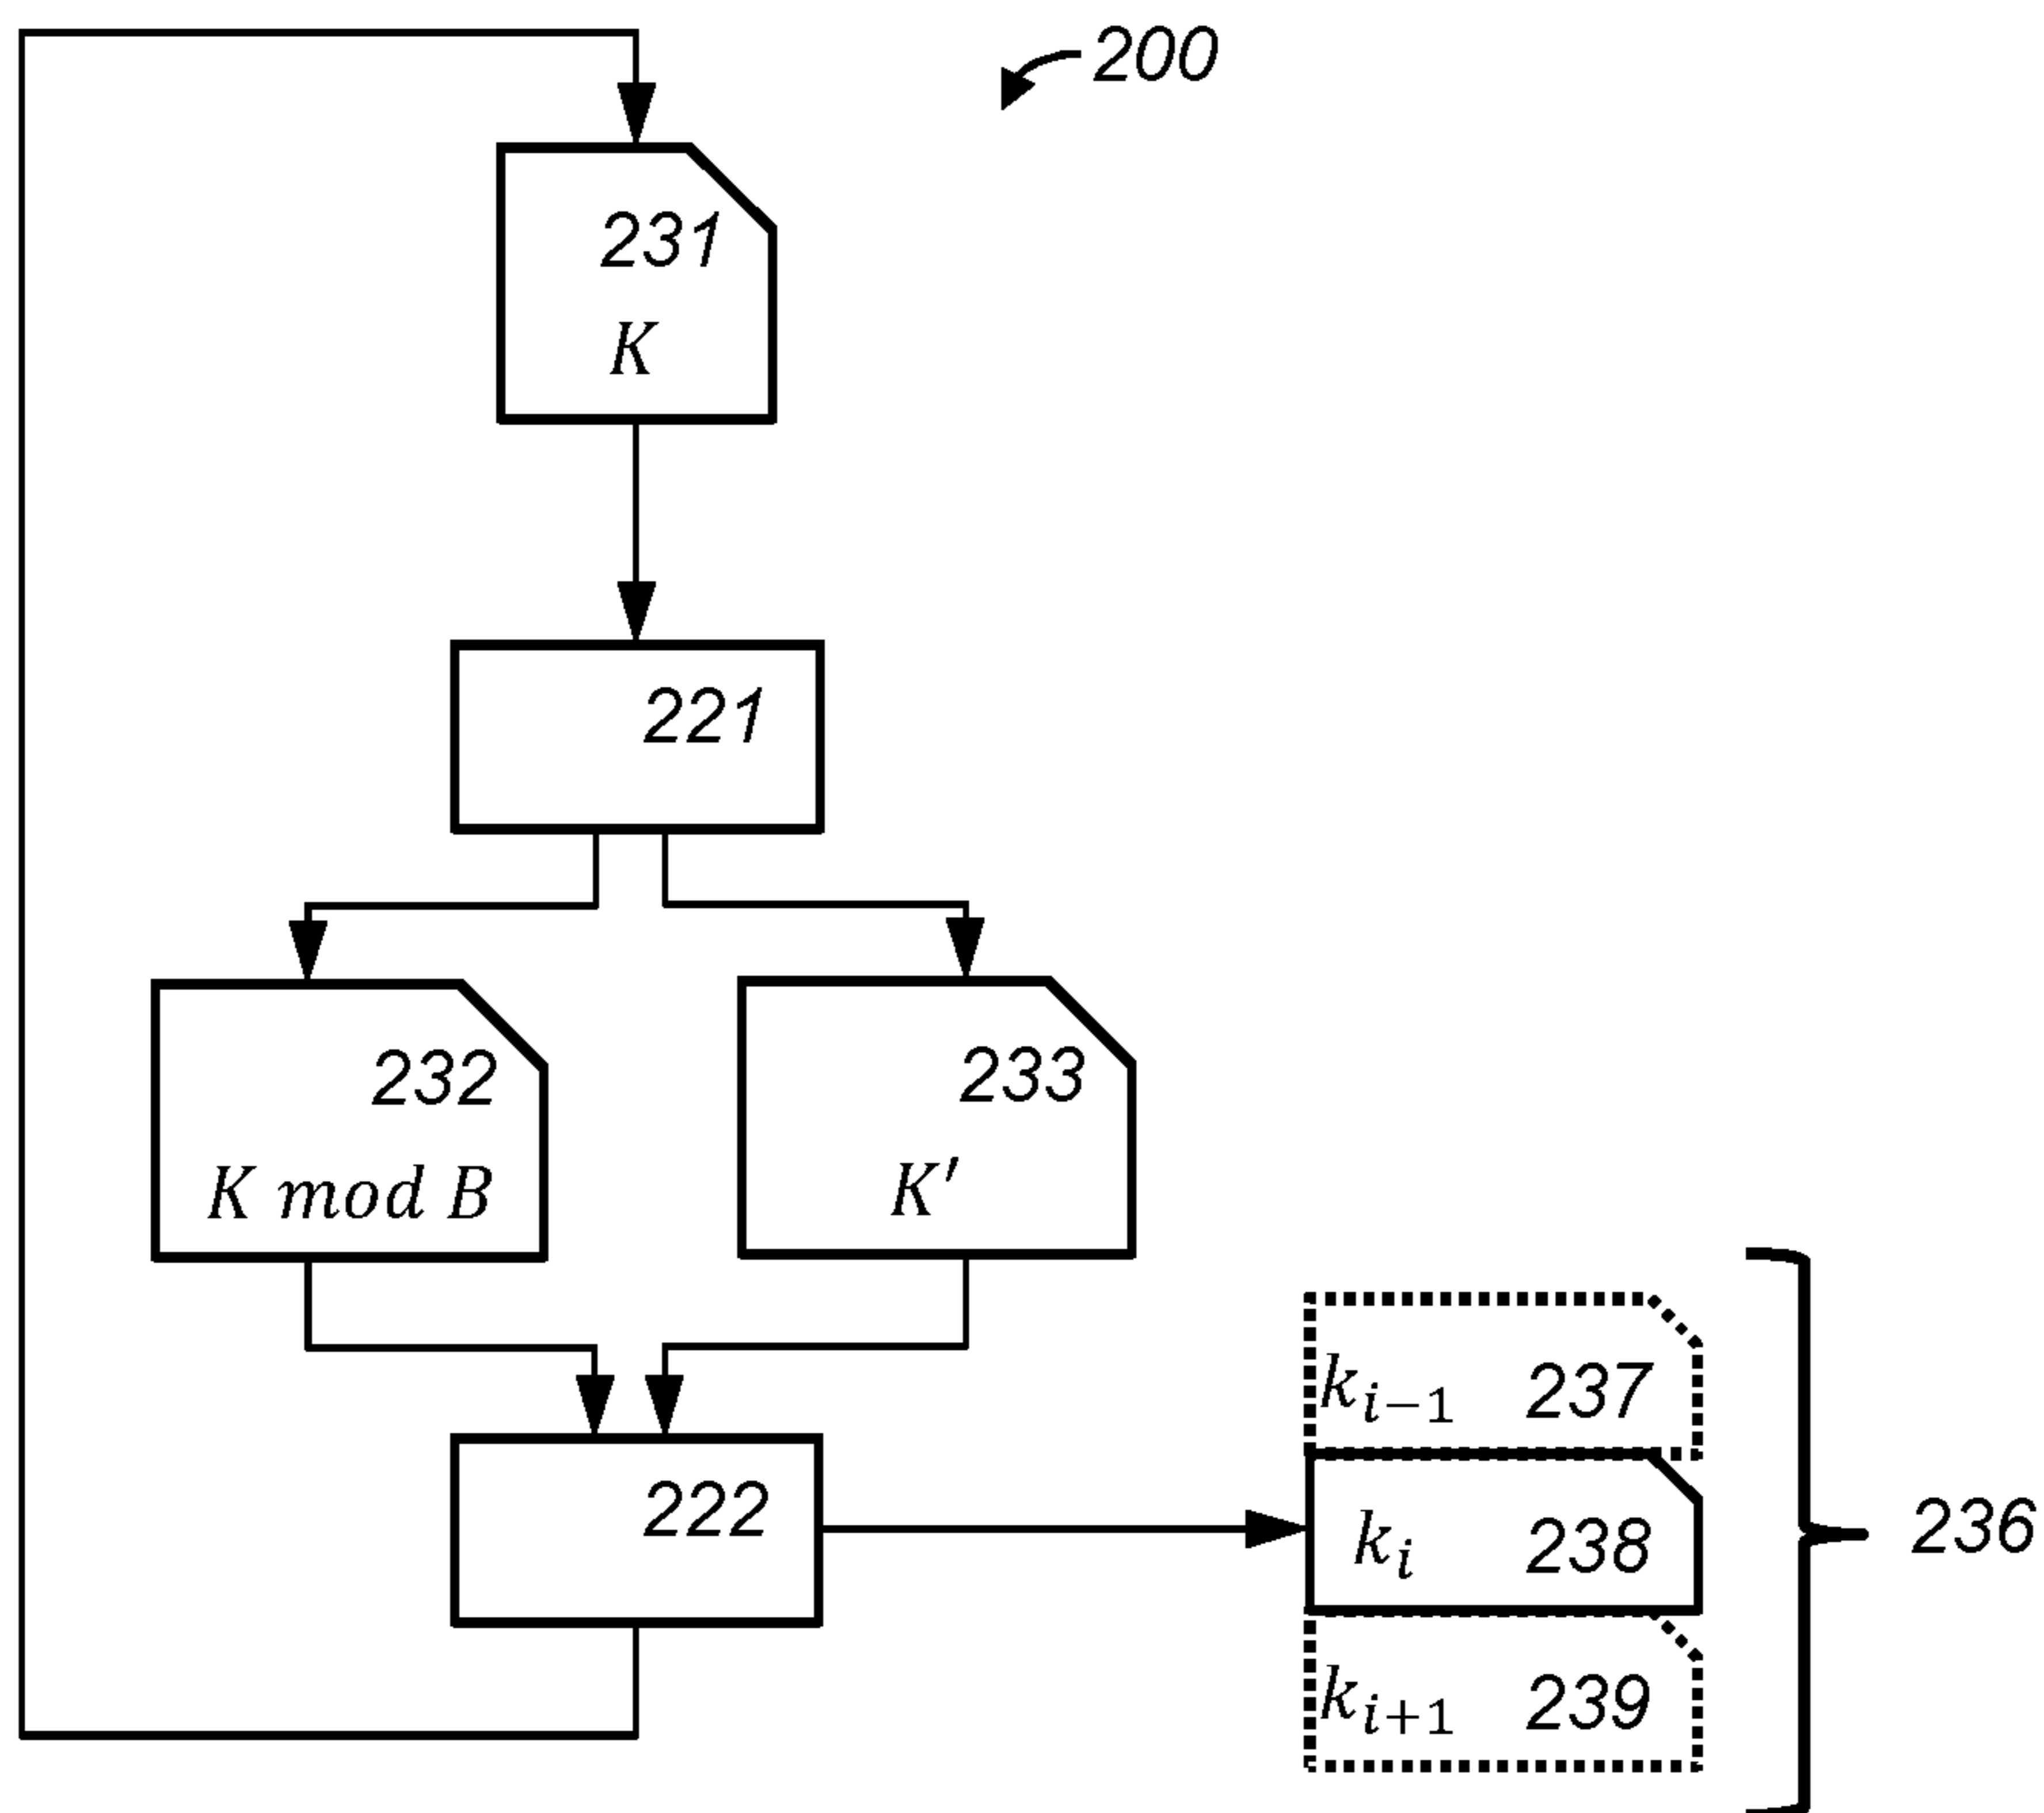 200
231
K
221
232
K mod B
233
K′
222
k_{i−1} 237
k_i 238
k_{i+1} 239
236